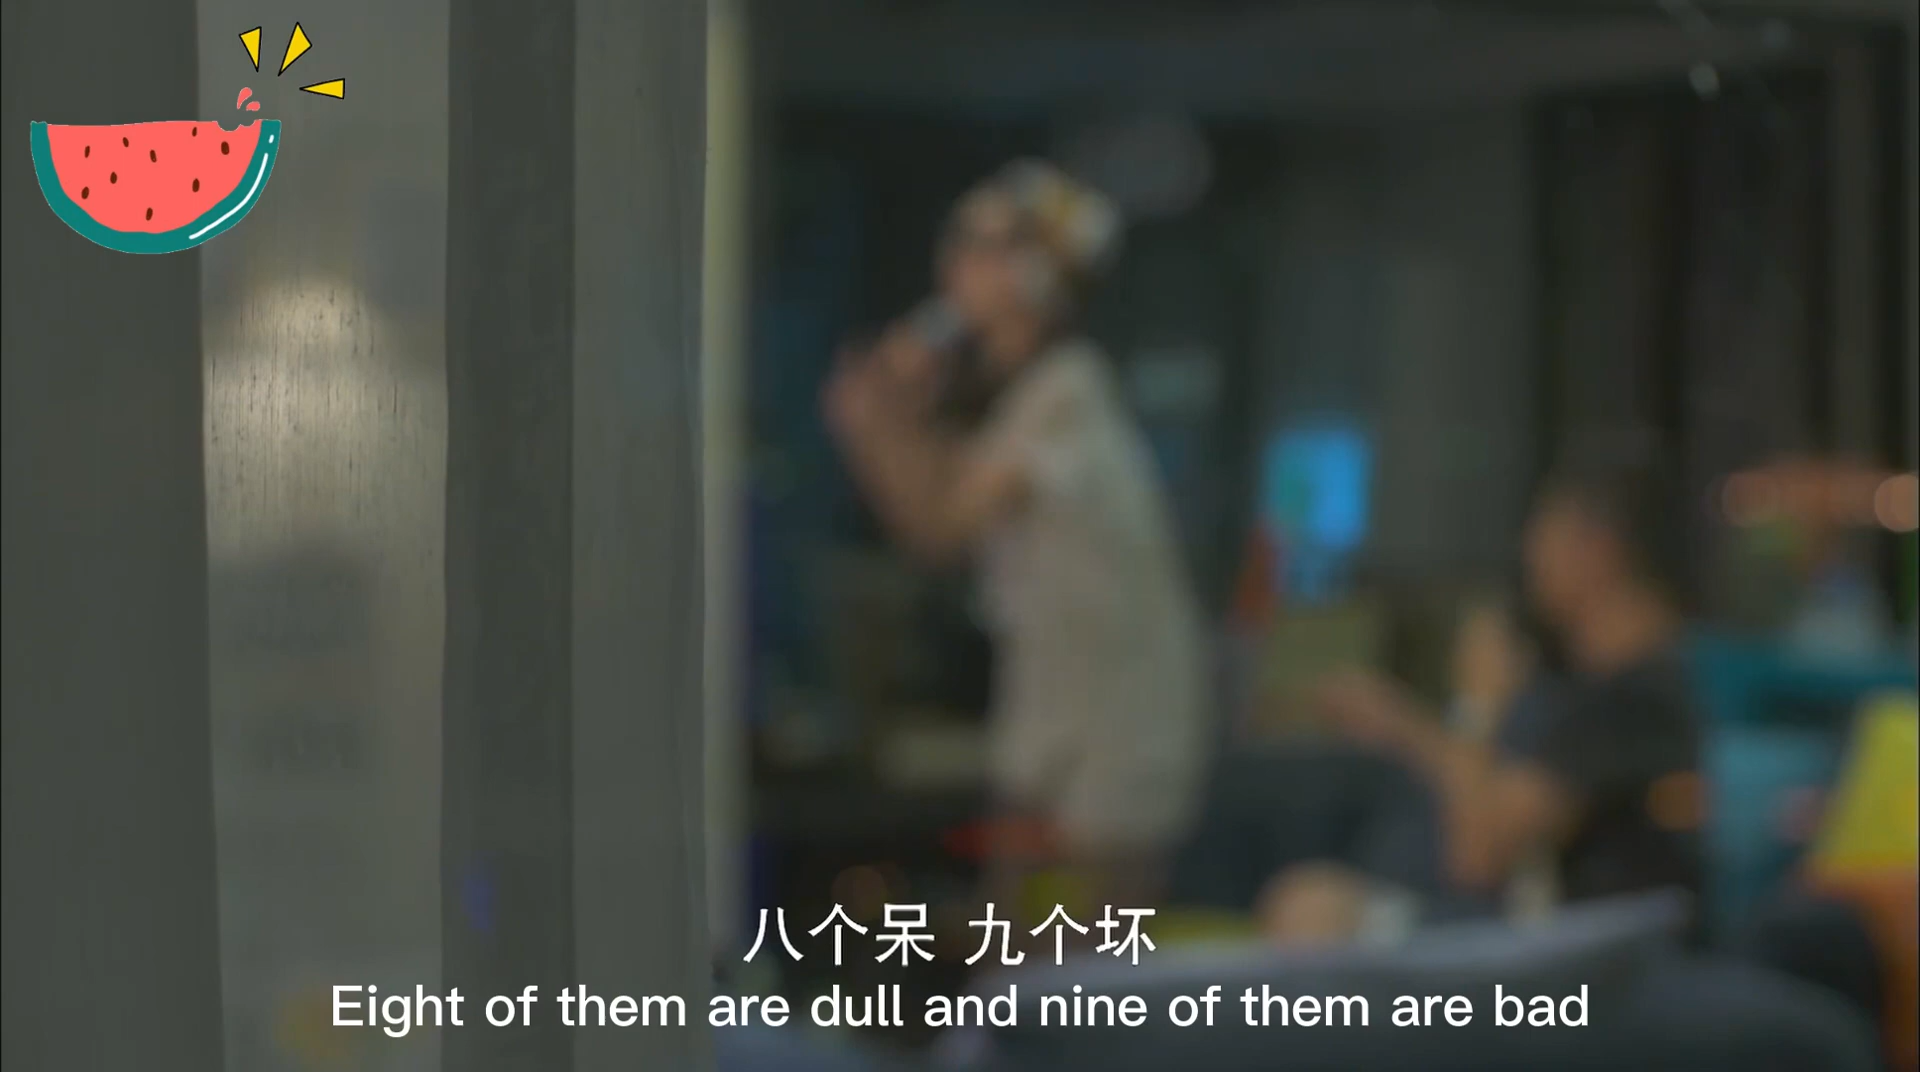 八个呆 九个坏
Eight of them are dull and nine of them are bad